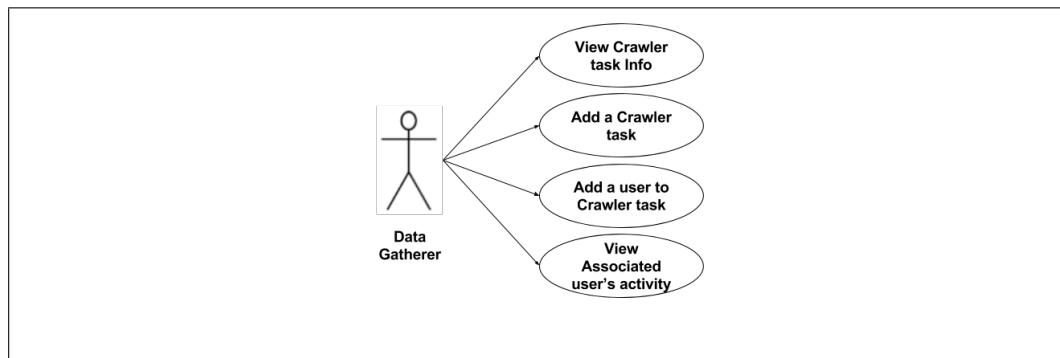 View Crawler
task Info
Add a Crawler
task
Add a user to
Crawler task
Data
Gatherer
View
Associated
user's activity